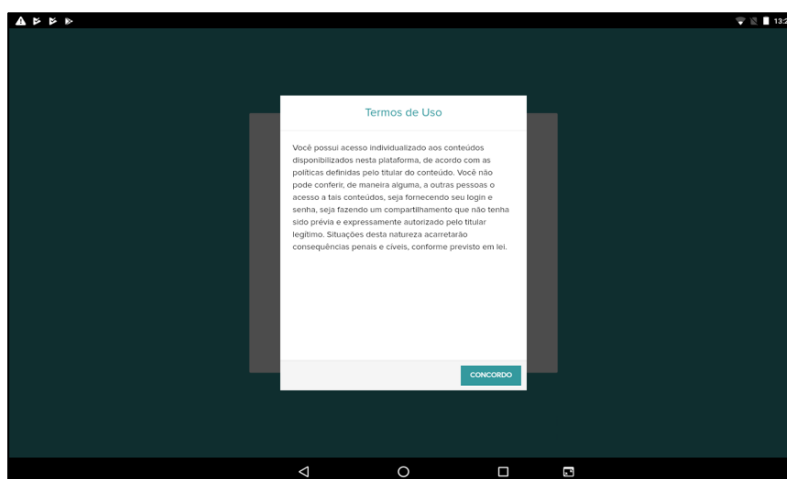 13:2
Termos de Uso
Você possui acesso individualizado aos conteúdos
disponibilizados nesta plataforma, de acordo com as
políticas definidas pelo titular do conteúdo. Você não
pode conferir, de maneira alguma, a outras pessoas o
acesso a tais conteúdos, seja fornecendo seu login e
senha, seja fazendo um compartilhamento que não tenha
sido prévia e expressamente autorizado pelo titular
legítimo. Situações desta natureza acarretarão
consequências penais e cíveis, conforme previsto em lei.
CONCORDO